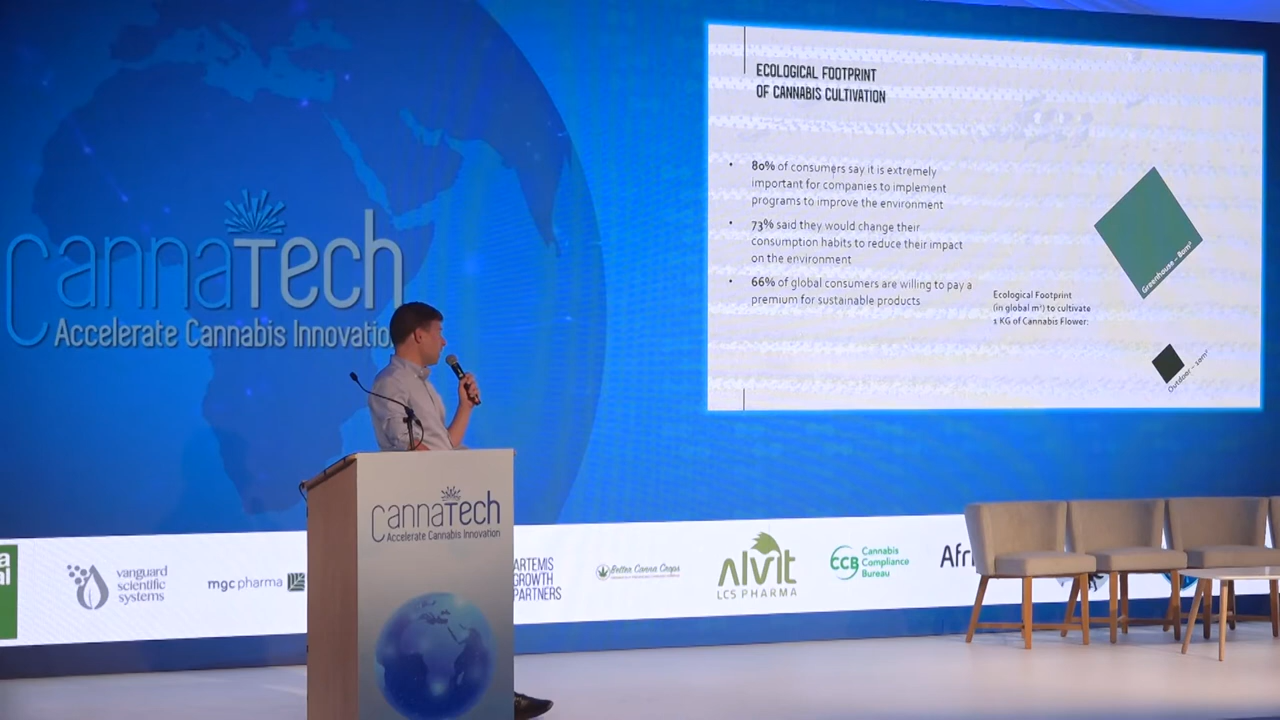 CannaTech
Accelerate Cannabis Innovatio
ECOLOGICAL FOOTPRINT
OF CANNABIS CULTIVATION
• 80% of consumers say it is extremely
important for companies to implement
programs to improve the environment
• 73% said they would change their
consumption habits to reduce their impact
on the environment
• 66% of global consumers are willing to pay a
premium for sustainable products
Ecological Footprint
(in global m²) to cultivate
1 KG of Cannabis Flower:
Greenhouse – 80m²
Outdoor – 10m²
CannaTech
Accelerate Cannabis Innovation
vanguard
scientific
systems
mgc pharma
ARTEMIS
GROWTH
PARTNERS
Better Canna Crops
alvit
LCS PHARMA
CCB
Cannabis
Compliance
Bureau
Afri